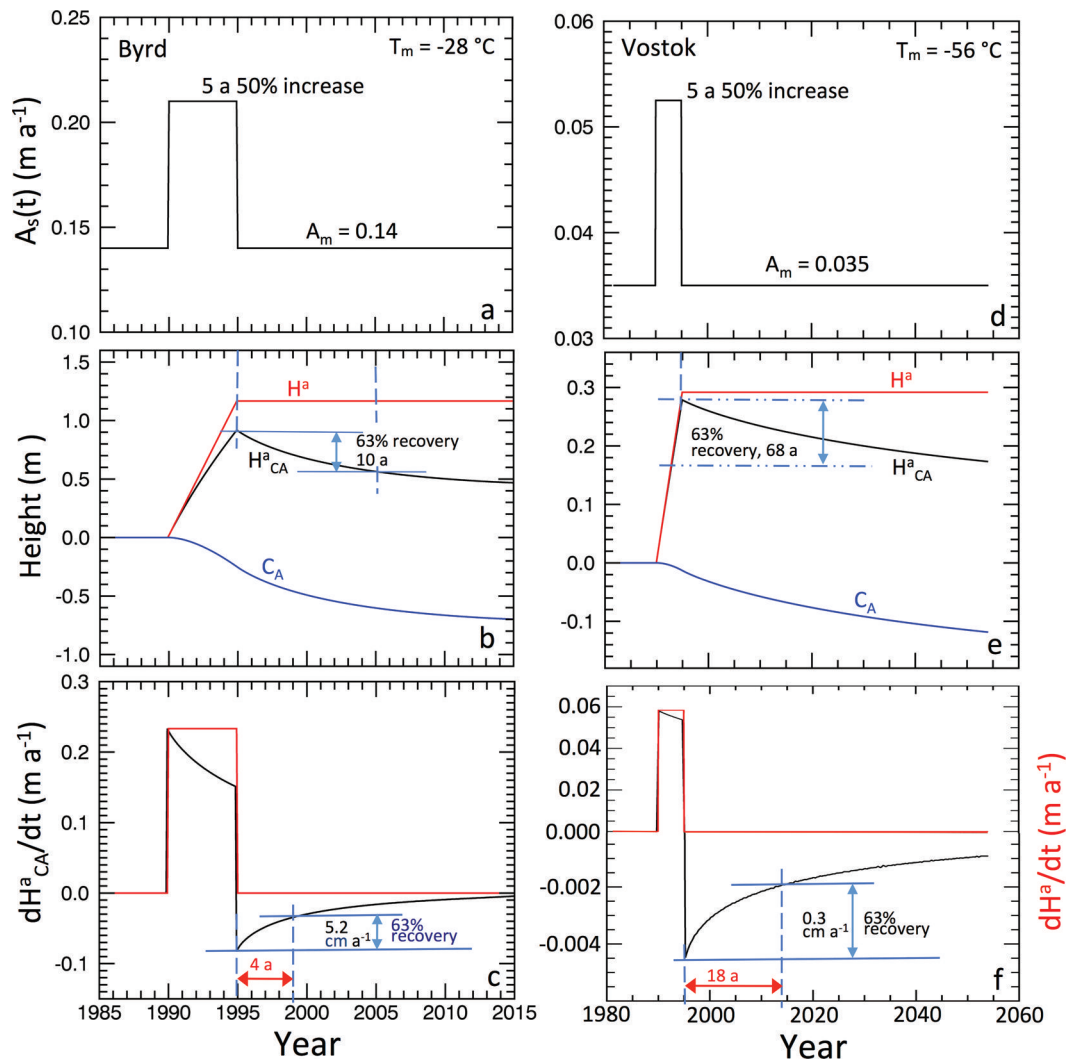 Byrd
T_m = -28 °C
5 a 50% increase
A_m = 0.14
a
A_s(t) (m a⁻¹)
0.25
0.20
0.15
0.10
Vostok
T_m = -56 °C
5 a 50% increase
A_m = 0.035
d
0.06
0.05
0.04
0.03
H^a
63% recovery
10 a
H^a_CA
C_A
b
Height (m)
1.5
1.0
0.5
0.0
-0.5
-1.0
H^a
63%
recovery, 68 a
H^a_CA
C_A
e
0.3
0.2
0.1
0.0
-0.1
5.2
cm a⁻¹
63%
recovery
4 a
c
dH^a_CA/dt (m a⁻¹)
0.3
0.2
0.1
0.0
-0.1
1985 1990 1995 2000 2005 2010 2015
Year
0.3
cm a⁻¹
63%
recovery
18 a
f
0.06
0.04
0.02
0.000
-0.002
-0.004
1980 2000 2020 2040 2060
Year
dH^a/dt (m a⁻¹)